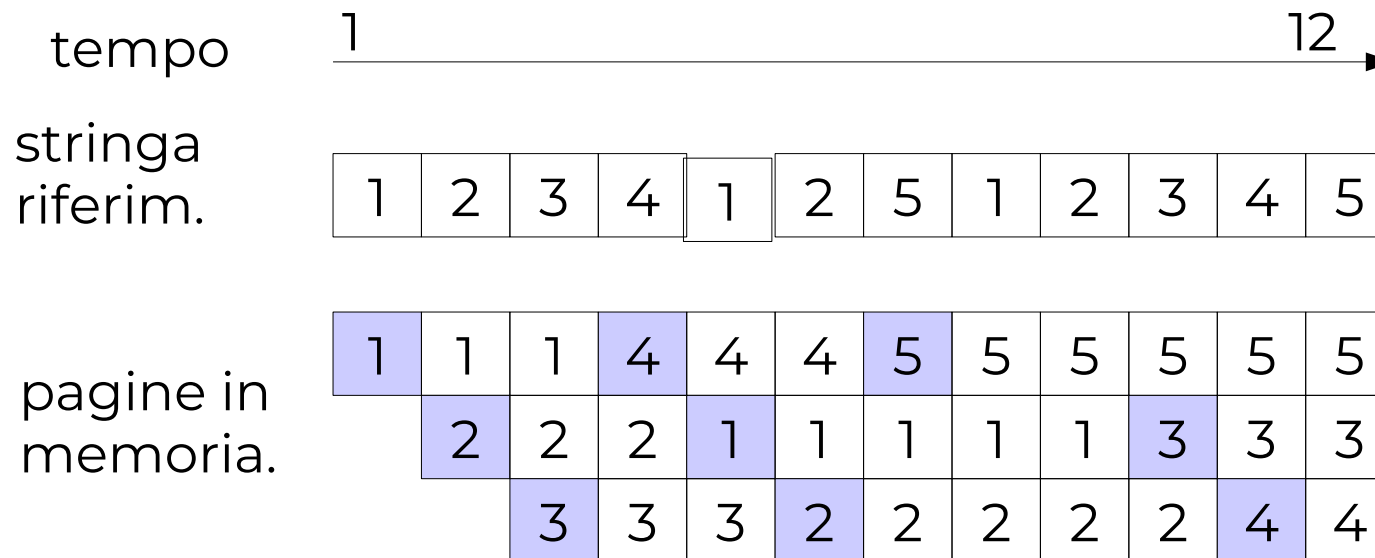 tempo 1 12
stringa
riferim. 1 2 3 4 1 2 5 1 2 3 4 5
1 1 1 4 4 4 5 5 5 5 5 5
pagine in
memoria. 2 2 2 1 1 1 1 1 3 3 3
3 3 3 2 2 2 2 2 4 4